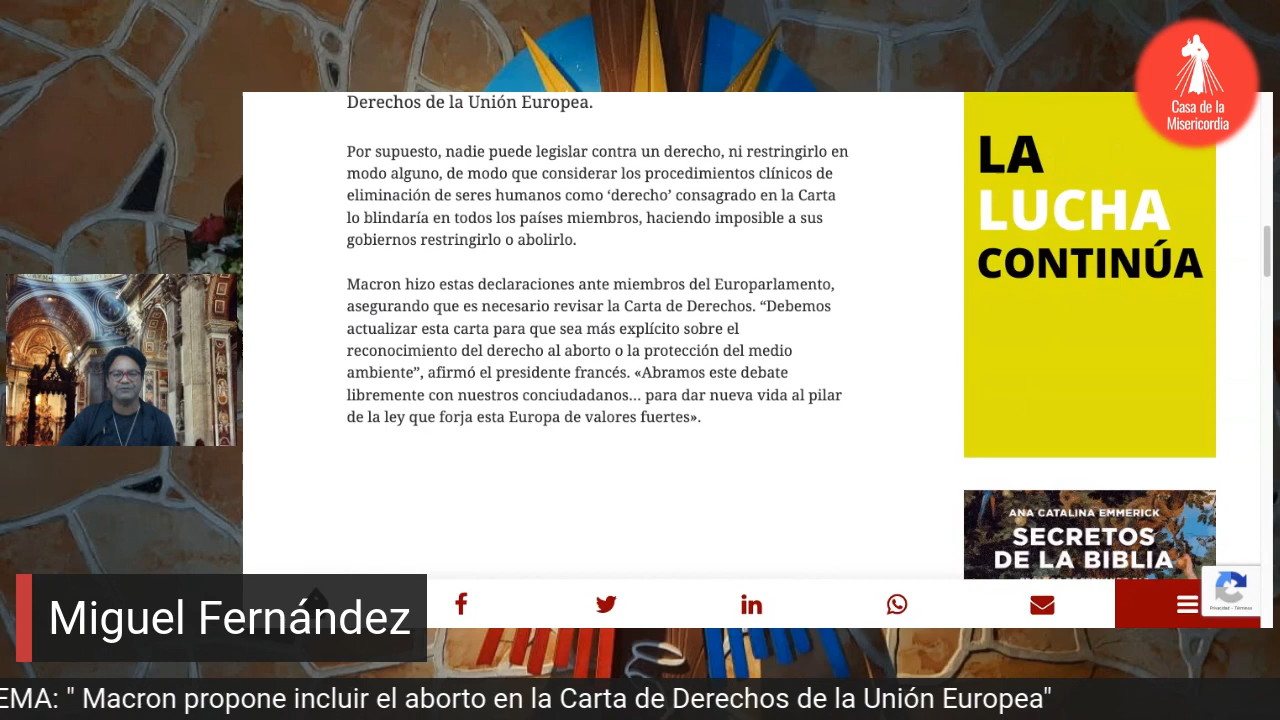 Casa de la
Misericordia
Derechos de la Unión Europea.
Por supuesto, nadie puede legislar contra un derecho, ni restringirlo en
modo alguno, de modo que considerar los procedimientos clínicos de
eliminación de seres humanos como ‘derecho’ consagrado en la Carta
lo blindaría en todos los países miembros, haciendo imposible a sus
gobiernos restringirlo o abolirlo.
Macron hizo estas declaraciones ante miembros del Europarlamento,
asegurando que es necesario revisar la Carta de Derechos. “Debemos
actualizar esta carta para que sea más explícito sobre el
reconocimiento del derecho al aborto o la protección del medio
ambiente”, afirmó el presidente francés. «Abramos este debate
libremente con nuestros conciudadanos... para dar nueva vida al pilar
de la ley que forja esta Europa de valores fuertes».
LA
LUCHA
CONTINÚA
ANA CATALINA EMMERICK
SECRETOS
DE LA BIBLIA
Privacidad - Términos
Miguel Fernández
EMA: " Macron propone incluir el aborto en la Carta de Derechos de la Unión Europea"